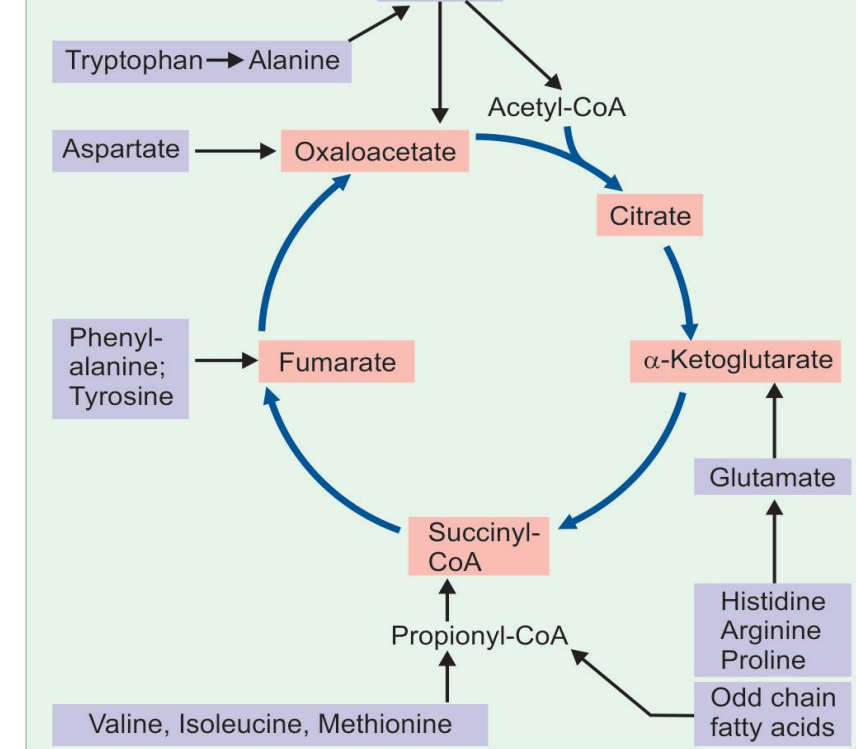 Tryptophan Alanine
Acetyl-CoA
Aspartate
Oxaloacetate
Citrate
Phenyl-
alanine;
Tyrosine
Fumarate
α-Ketoglutarate
Glutamate
Succinyl-
CoA
Histidine
Arginine
Proline
Propionyl-CoA
Odd chain
fatty acids
Valine, Isoleucine, Methionine